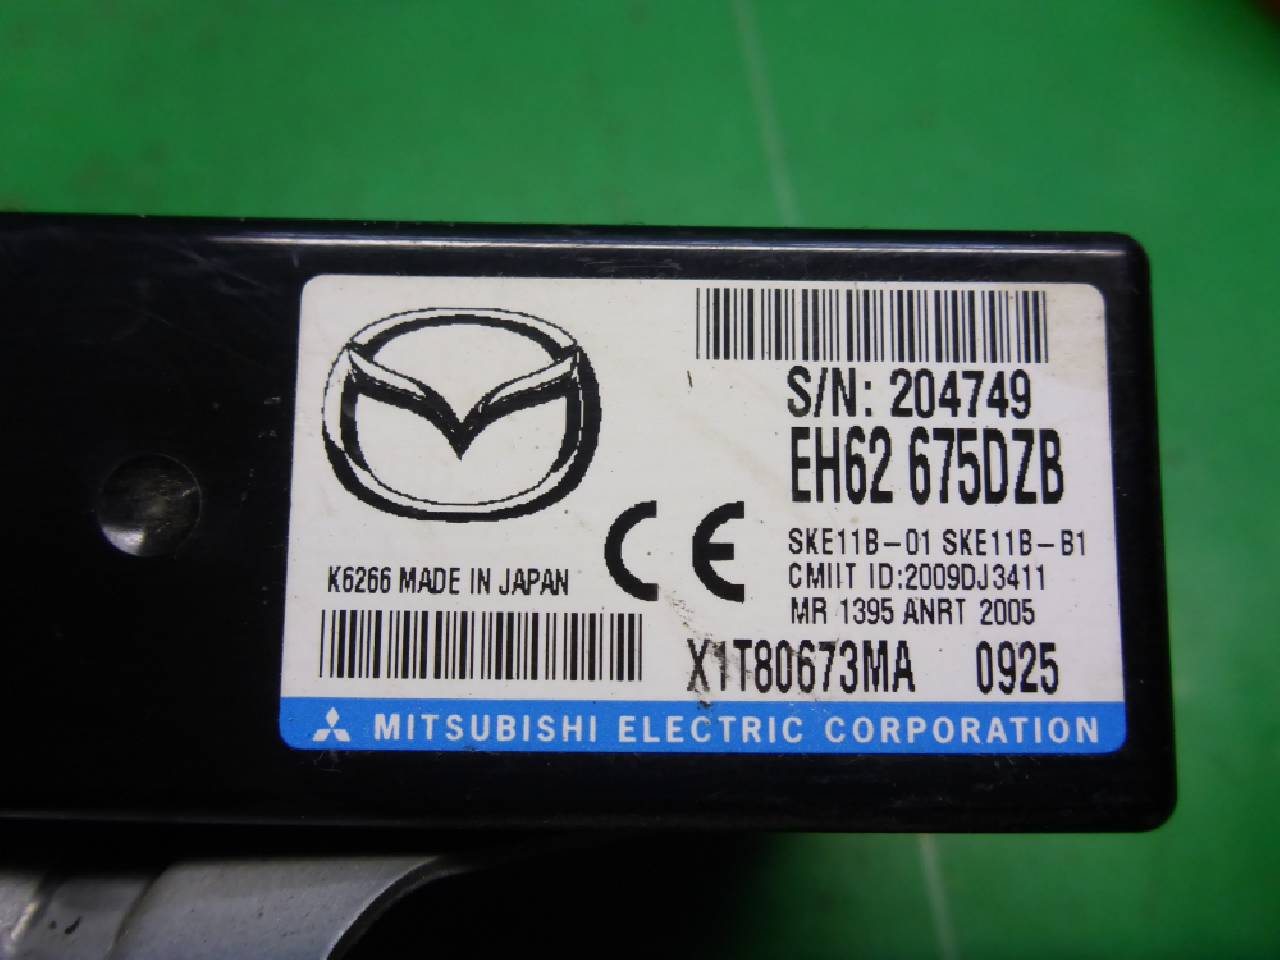 S/N: 204749
EH62 675DZB
CE
SKE11B-01 SKE11B-B1
K6266 MADE IN JAPAN
CMIIT ID:2009DJ3411
MR 1395 ANRT 2005
X1T80673MA 0925
MITSUBISHI ELECTRIC CORPORATION